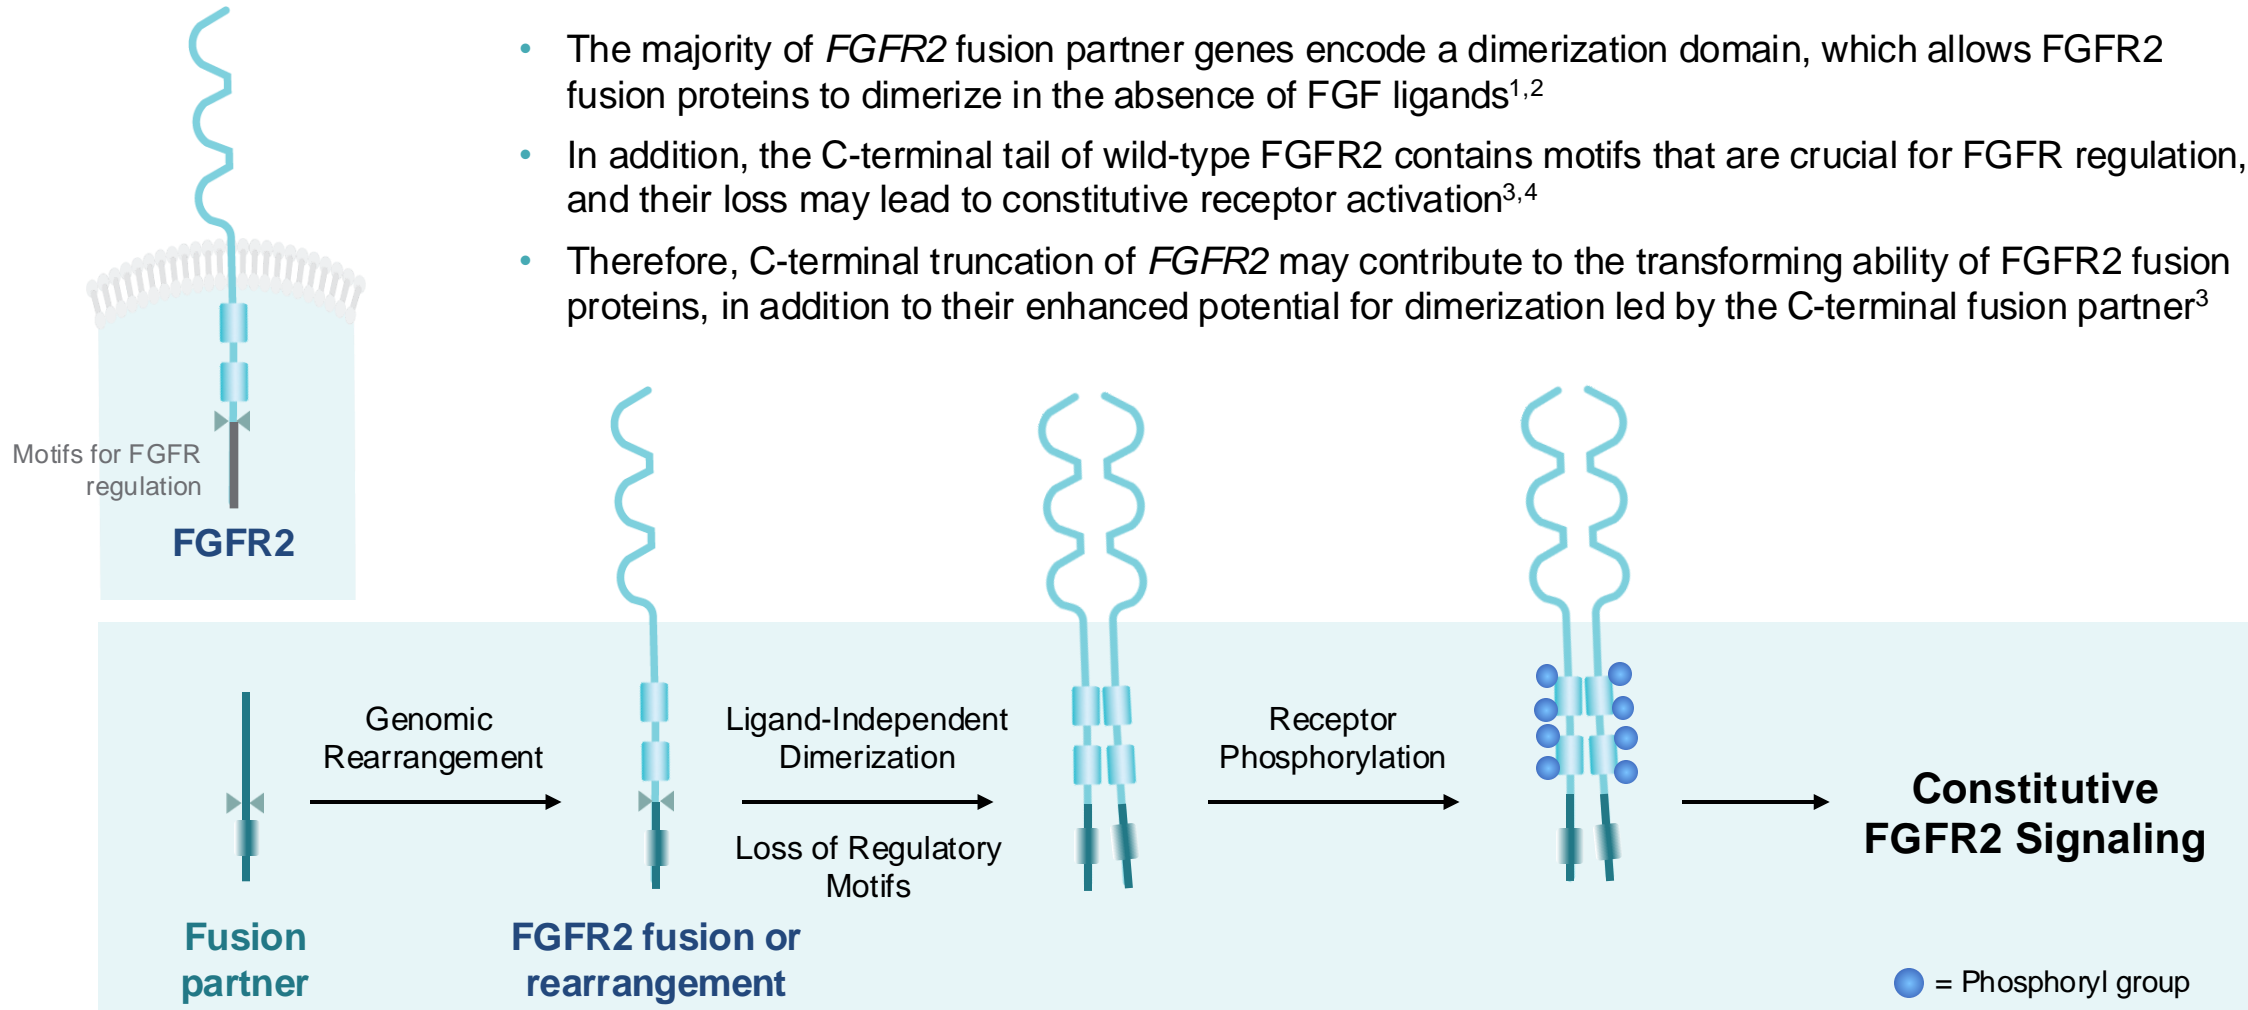 • The majority of FGFR2 fusion partner genes encode a dimerization domain, which allows FGFR2
fusion proteins to dimerize in the absence of FGF ligands1,2
• In addition, the C-terminal tail of wild-type FGFR2 contains motifs that are crucial for FGFR regulation,
and their loss may lead to constitutive receptor activation3,4
• Therefore, C-terminal truncation of FGFR2 may contribute to the transforming ability of FGFR2 fusion
proteins, in addition to their enhanced potential for dimerization led by the C-terminal fusion partner3
Motifs for FGFR
regulation
FGFR2
Genomic
Rearrangement
Ligand-Independent
Dimerization
Loss of Regulatory
Motifs
Receptor
Phosphorylation
Constitutive
FGFR2 Signaling
Fusion
partner
FGFR2 fusion or
rearrangement
= Phosphoryl group